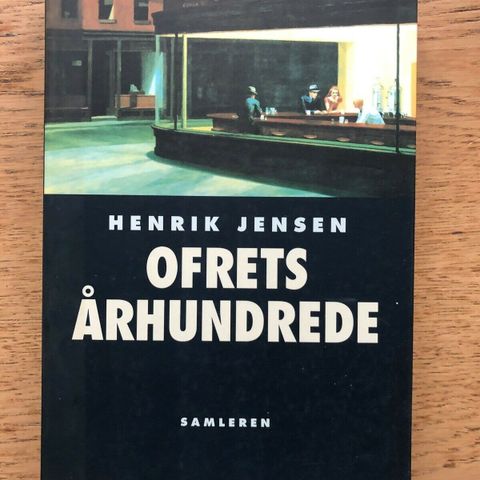 HENRIK JENSEN
OFRETS
ÅRHUNDREDE
SAMLEREN